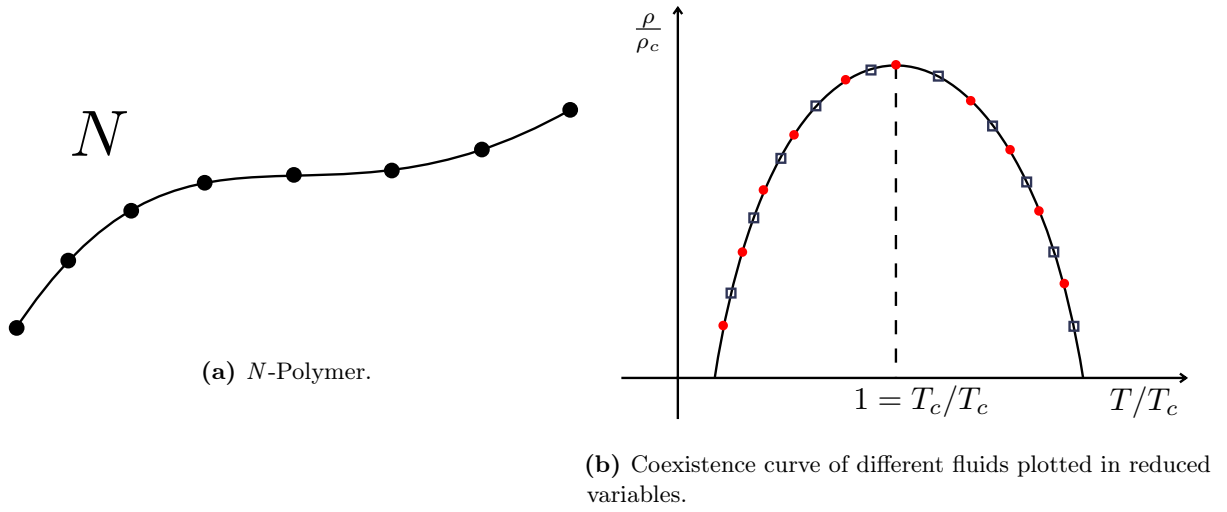 N
(a) N-Polymer.
ρ/ρc
1 = Tc/Tc
T/Tc
(b) Coexistence curve of different fluids plotted in reduced
variables.